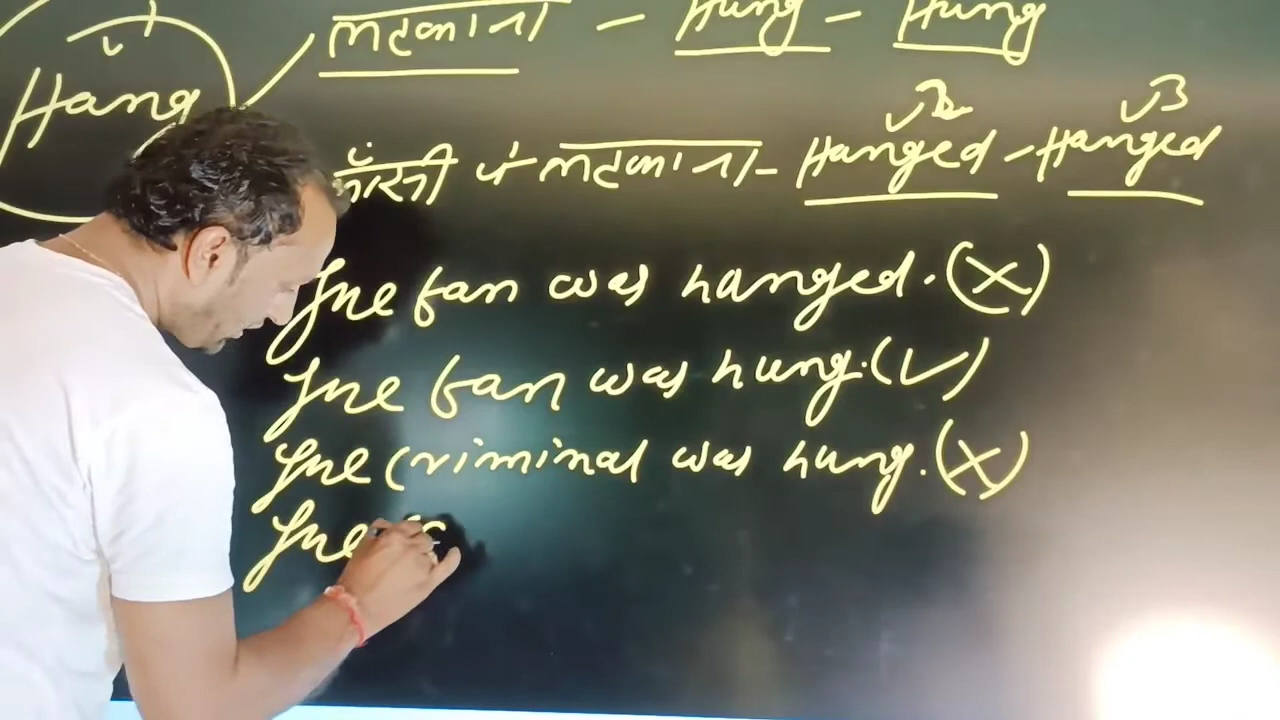 Hang
लटकाना - Hung - Hung
फाँसी पे लटकाना - Hanged - Hanged
V2 V3
The fan was hanged. (X)
The fan was hung. (✓)
The criminal was hung. (X)
The